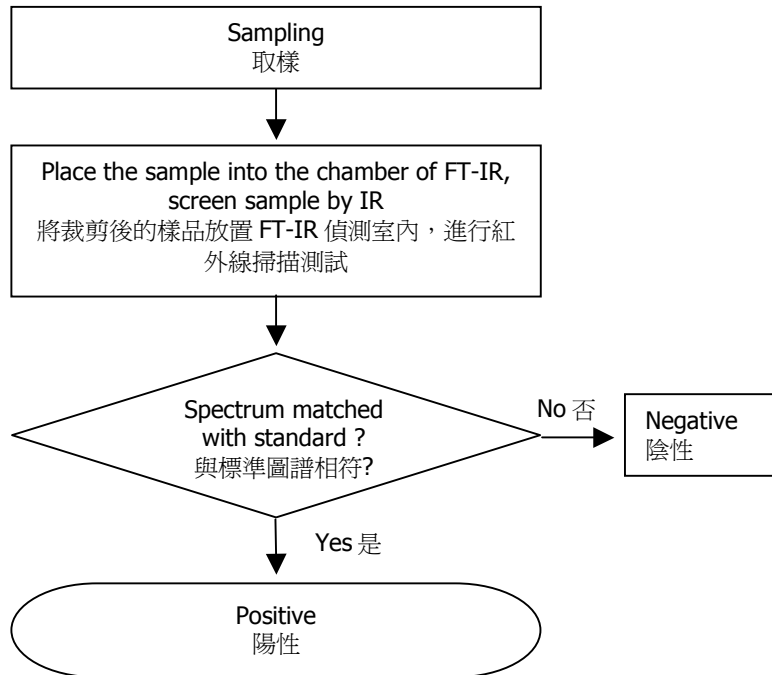 Sampling
取樣
Place the sample into the chamber of FT-IR,
screen sample by IR
將裁剪後的樣品放置 FT-IR 偵測室內，進行紅
外線掃描測試
Spectrum matched
with standard ?
與標準圖譜相符?
No 否
Negative
陰性
Yes 是
Positive
陽性